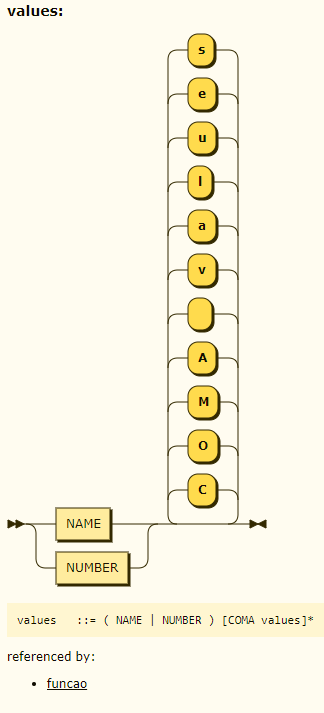 values:
s
e
u
l
a
v
A
M
O
C
NAME
NUMBER
values ::= ( NAME | NUMBER ) [COMA values]*
referenced by:
• funcao